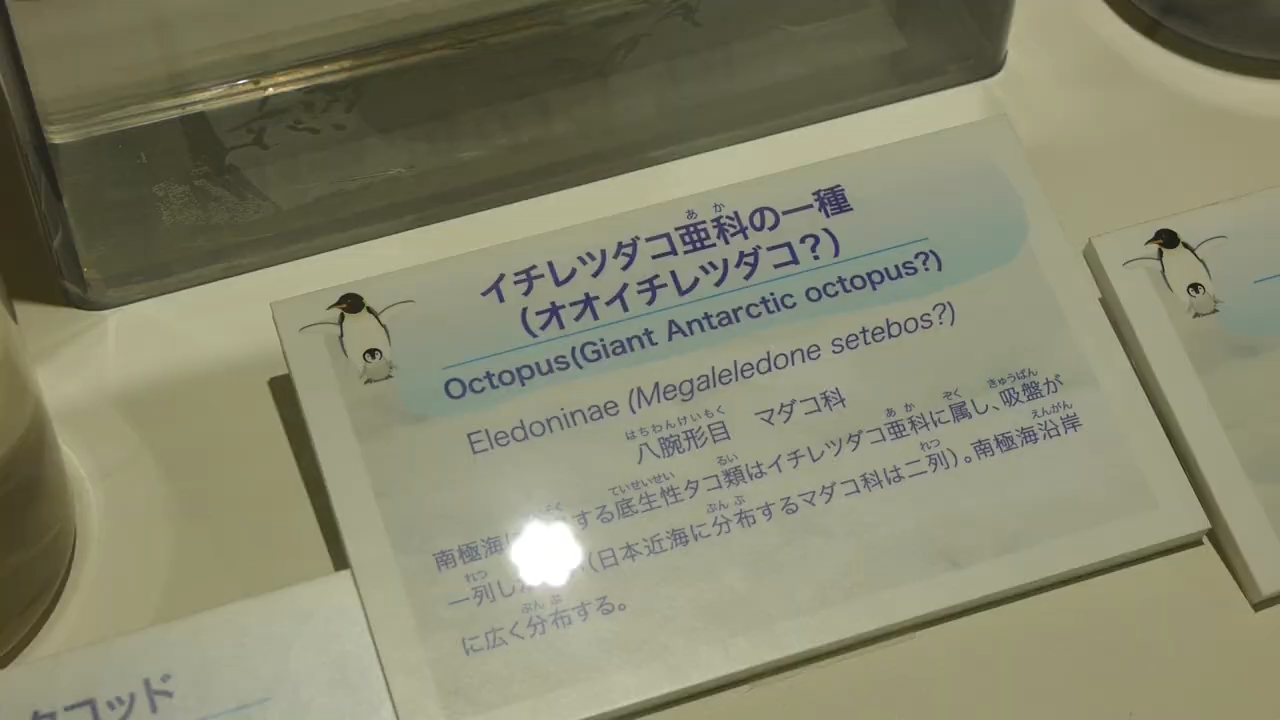 イチレツダコ亜科の一種
(オオイチレツダコ?)
Octopus(Giant Antarctic octopus?)
Eledoninae (Megaleledone setebos?)
八腕形目 マダコ科
南極海 する底生性タコ類はイチレツダコ亜科に属し、吸盤が
一列し (日本近海に分布するマダコ科は二列)。南極海沿岸
に広く分布する。
コッド